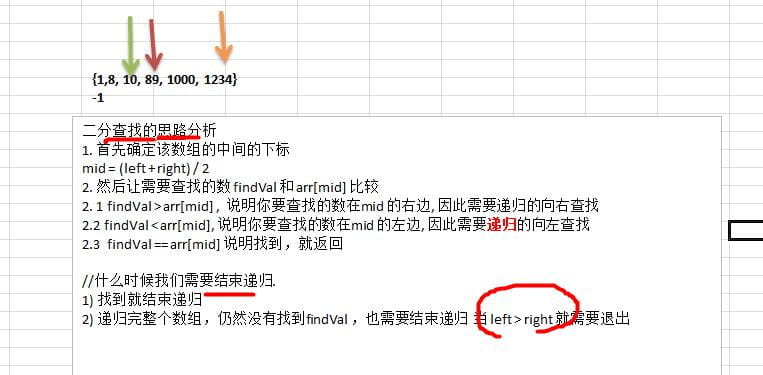 {1,8, 10, 89, 1000, 1234}
-1
二分查找的思路分析
1. 首先确定该数组的中间的下标
mid = (left + right) / 2
2. 然后让需要查找的数 findVal 和 arr[mid] 比较
2. 1 findVal > arr[mid] , 说明你要查找的数在mid 的右边, 因此需要递归的向右查找
2.2 findVal < arr[mid], 说明你要查找的数在mid 的左边, 因此需要递归的向左查找
2.3 findVal == arr[mid] 说明找到，就返回
//什么时候我们需要结束递归.
1) 找到就结束递归
2) 递归完整个数组，仍然没有找到findVal ，也需要结束递归 当 left > right 就需要退出